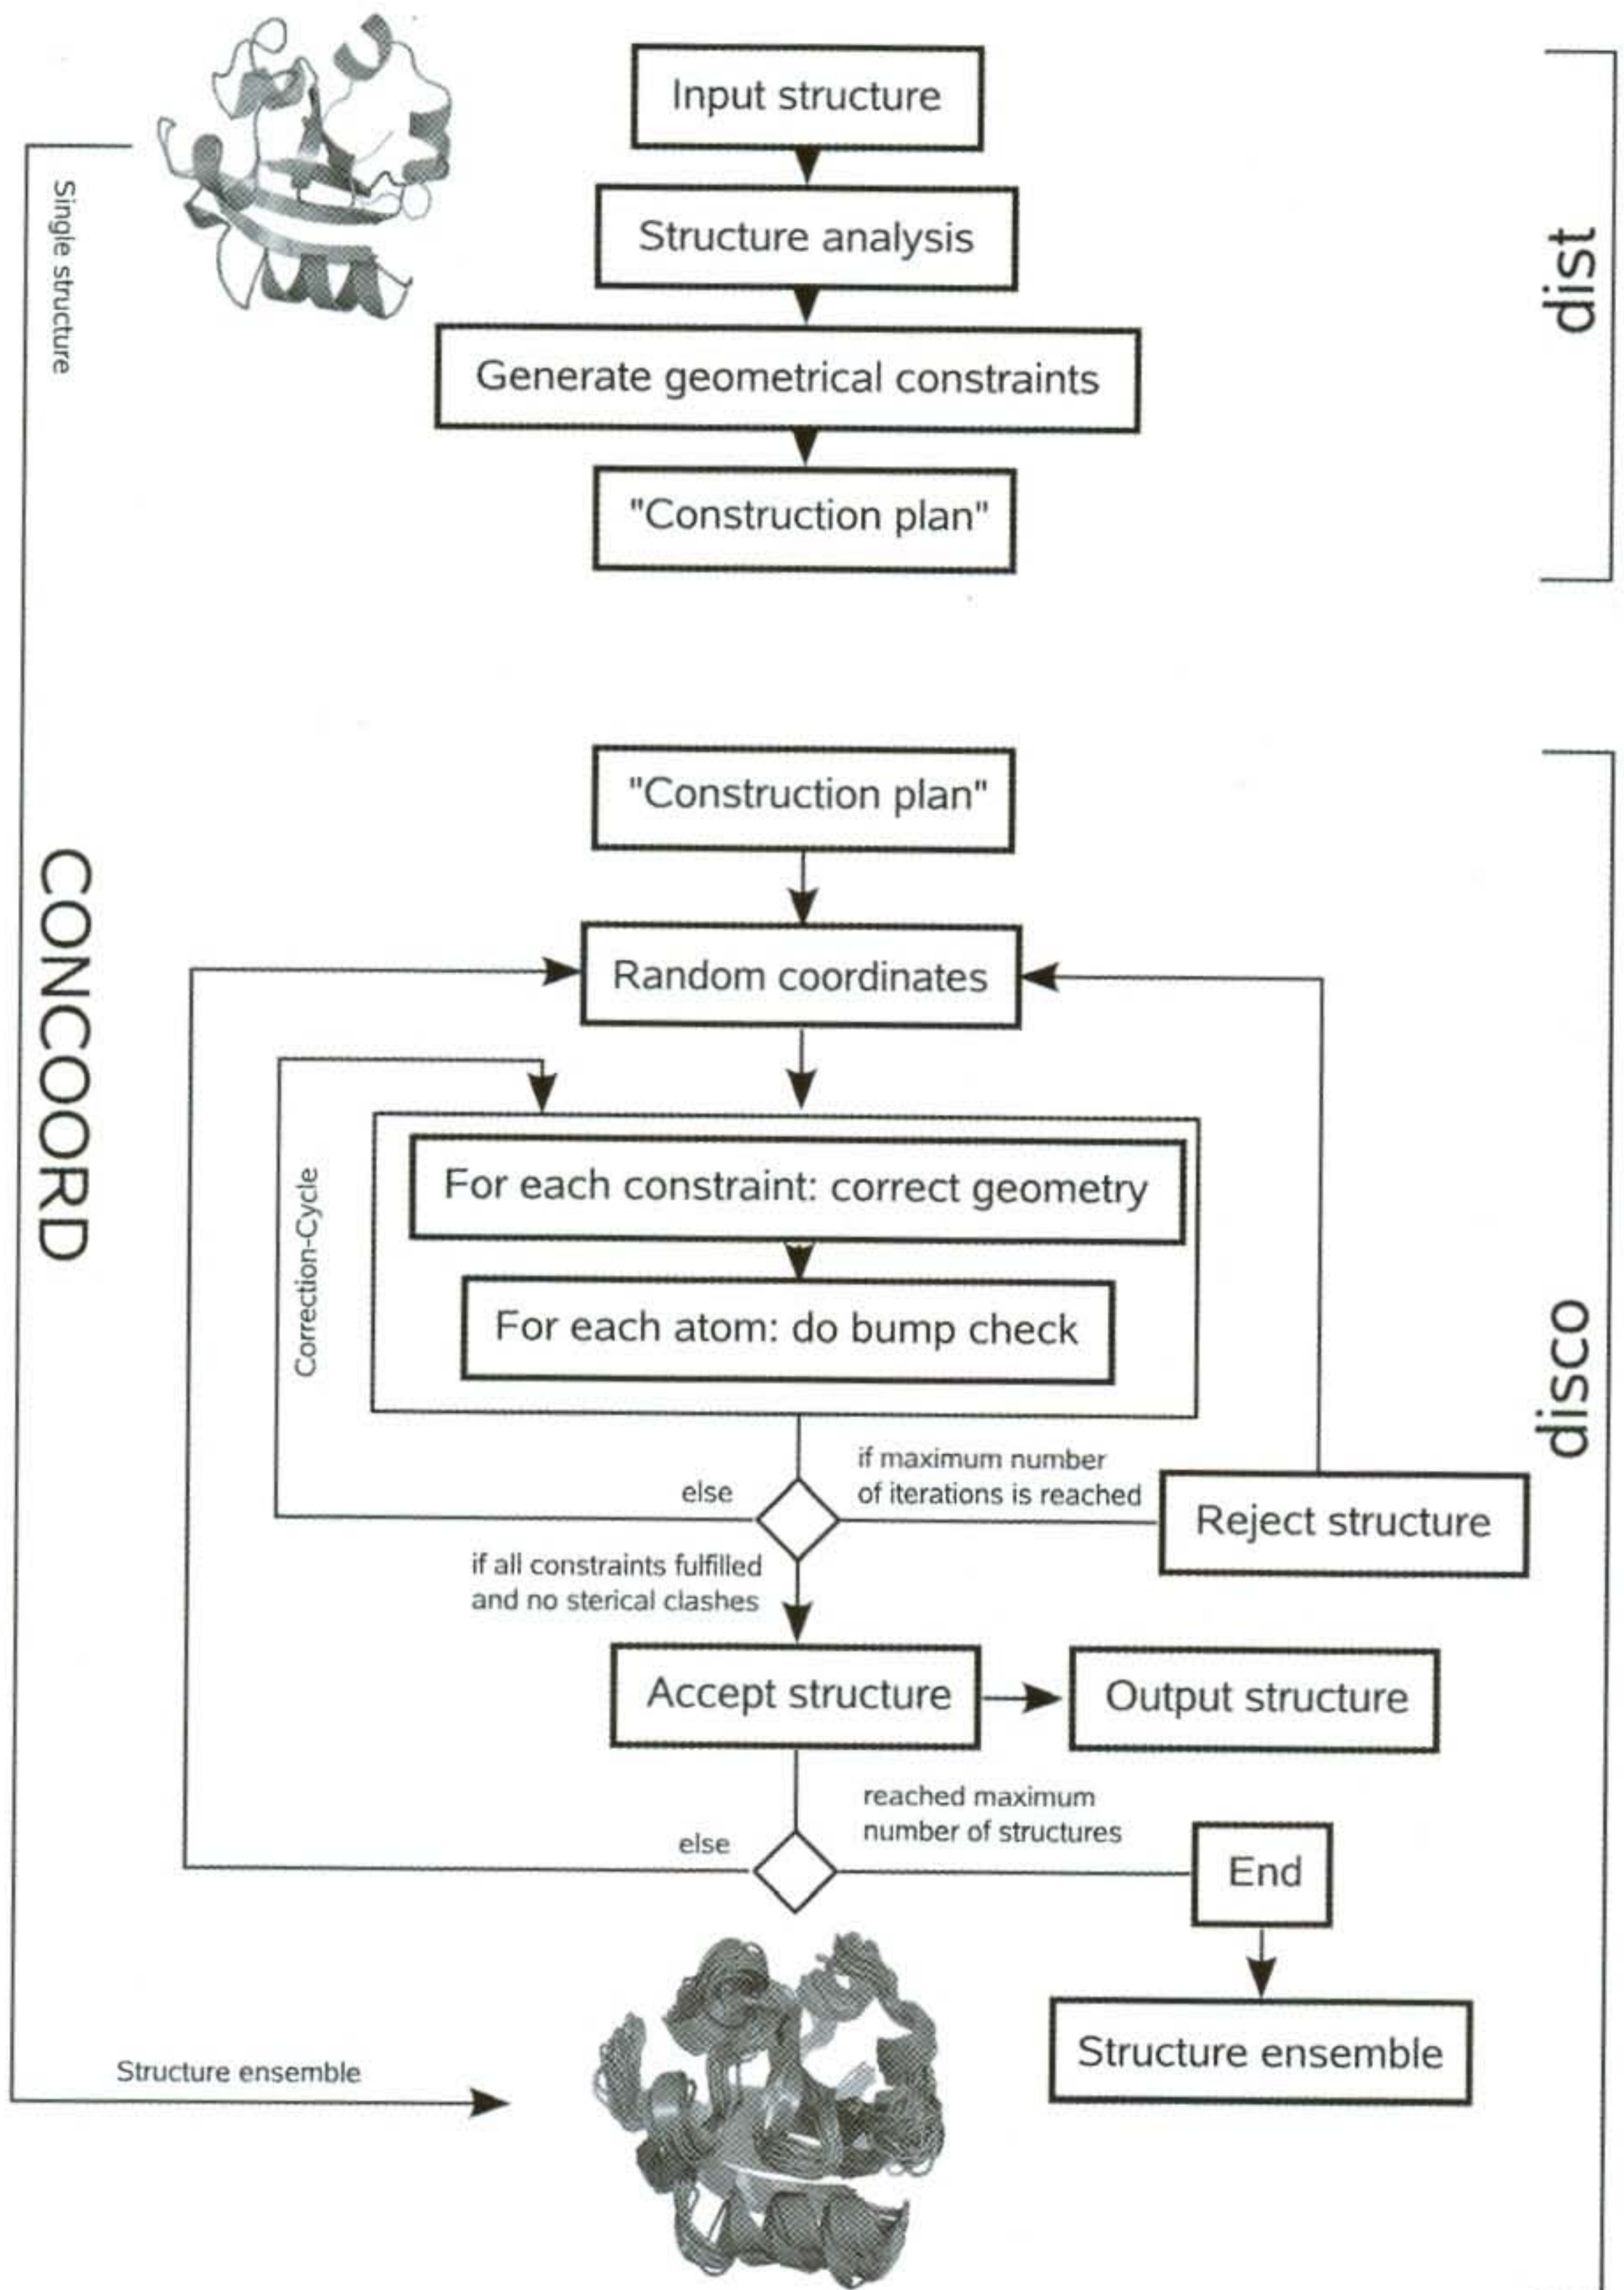 Input structure
Structure analysis
Generate geometrical constraints
"Construction plan"
dist
Single structure
CONCOORD
"Construction plan"
Random coordinates
Correction-Cycle
For each constraint: correct geometry
For each atom: do bump check
else
if maximum number
of iterations is reached
Reject structure
if all constraints fulfilled
and no sterical clashes
disco
Accept structure
Output structure
reached maximum
number of structures
else
End
Structure ensemble
Structure ensemble